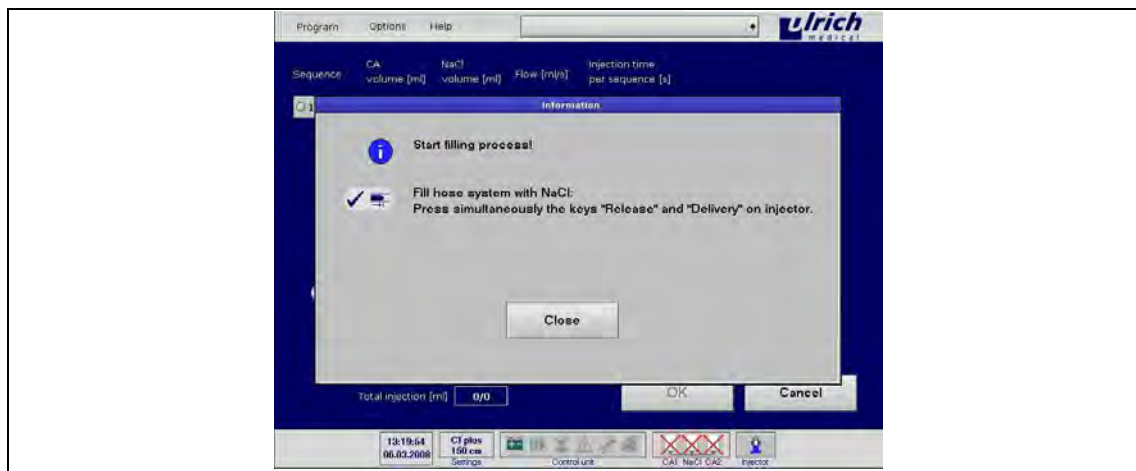 Program Options Help
ulrich
medical
Sequence CA volume [ml] NaCl volume [ml] Flow [ml/s] Injection time per sequence [s]
1
Information
Start filling process!
Fill hose system with NaCl:
Press simultaneously the keys "Release" and "Delivery" on injector.
Close
Total injection [ml] 0/0 OK Cancel
13:19:54 CT plus
06.03.2008 150 cm
Settings Control unit CA1 NaCl CA2 Injector